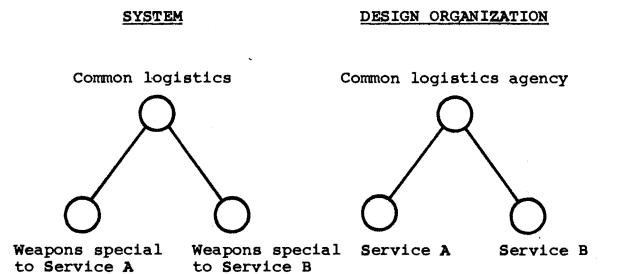 SYSTEM
DESIGN ORGANIZATION
Common logistics
Common logistics agency
Weapons special
to Service A
Weapons special
to Service B
Service A
Service B